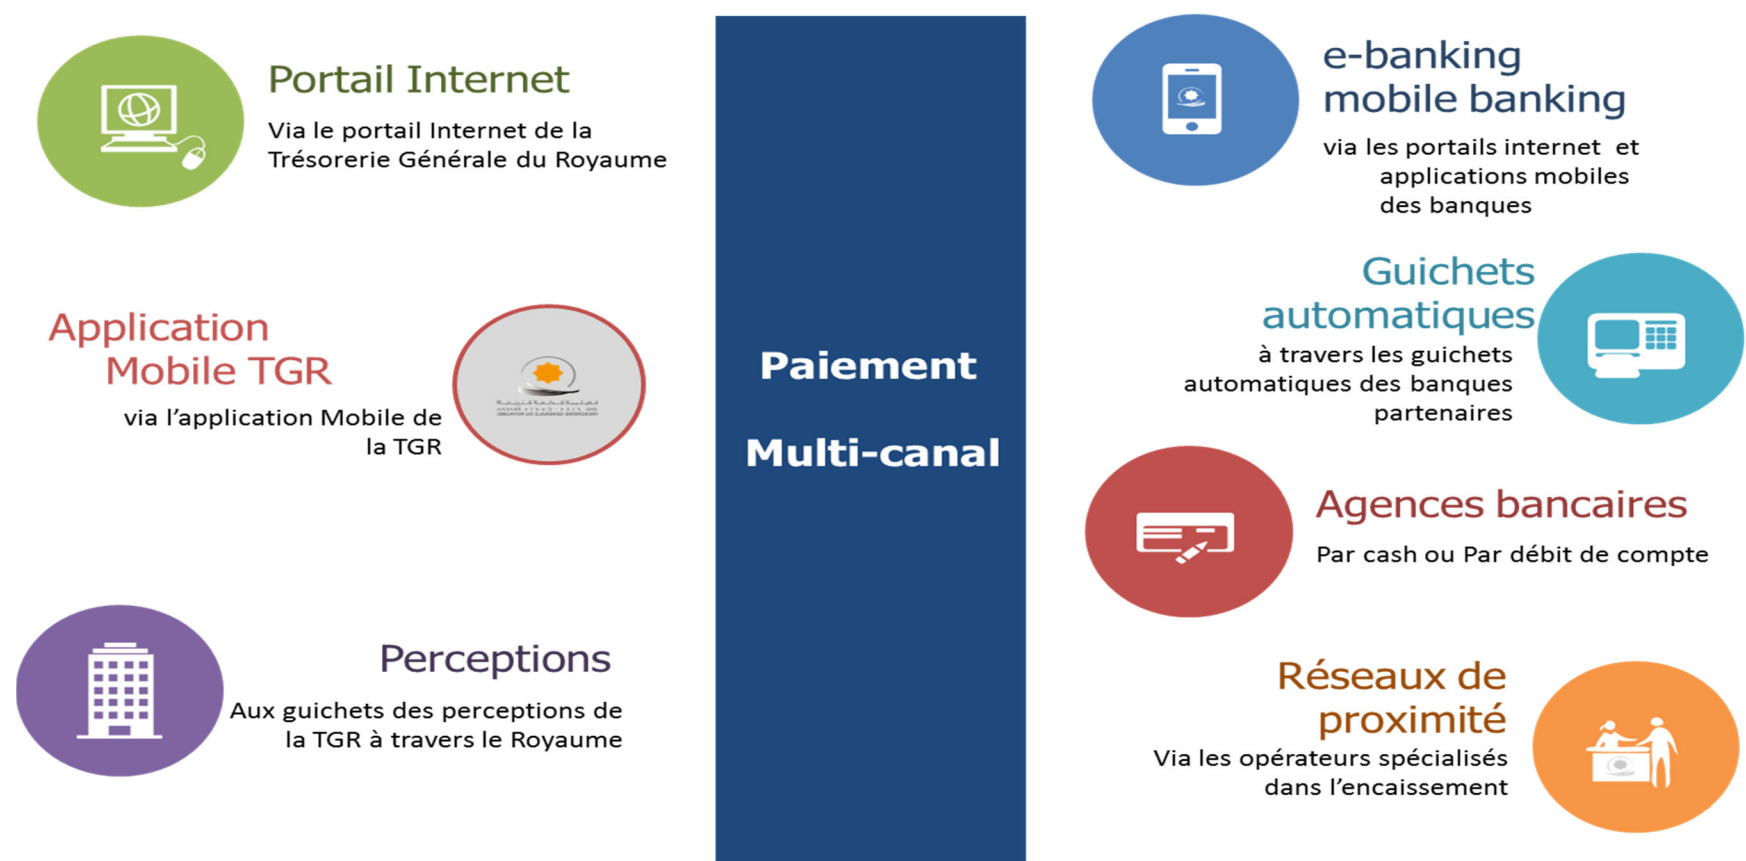 Portail Internet
Via le portail Internet de la
Trésorerie Générale du Royaume
Application
Mobile TGR
via l’application Mobile de
la TGR
Perceptions
Aux guichets des perceptions de
la TGR à travers le Royaume
Paiement
Multi-canal
e-banking
mobile banking
via les portails internet et
applications mobiles
des banques
Guichets
automatiques
à travers les guichets
automatiques des banques
partenaires
Agences bancaires
Par cash ou Par débit de compte
Réseaux de
proximité
Via les opérateurs spécialisés
dans l’encaissement